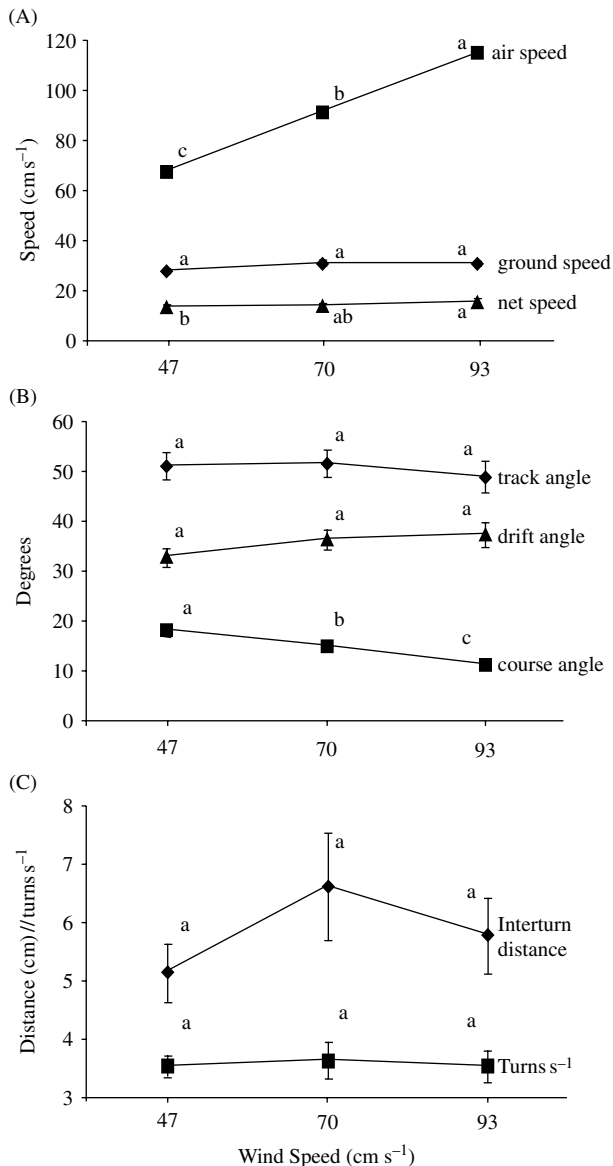 (A)
120
100
80
60
40
20
0
Speed (cm s⁻¹)
c
b
a
air speed
a
a
a
ground speed
b
ab
a
net speed
47 70 93
(B)
60
50
40
30
20
10
0
Degrees
a
a
a
track angle
a
a
a
drift angle
a
b
c
course angle
47 70 93
(C)
8
7
6
5
4
3
Distance (cm)//turns s⁻¹
a
a
a
Interturn
distance
a
a
a
Turns s⁻¹
47 70 93
Wind Speed (cm s⁻¹)